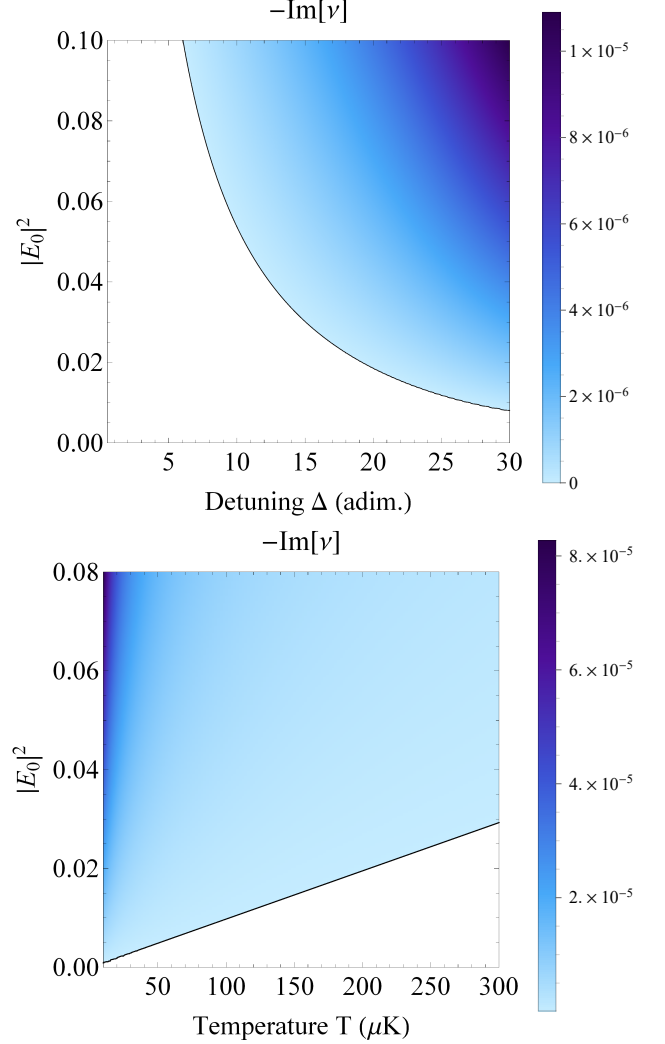 −Im[ν]
0.10
0.08
0.06
0.04
0.02
0.00
|E₀|²
5 10 15 20 25 30
Detuning Δ (adim.)
1×10⁻⁵
8×10⁻⁶
6×10⁻⁶
4×10⁻⁶
2×10⁻⁶
0
−Im[ν]
0.08
0.06
0.04
0.02
0.00
|E₀|²
50 100 150 200 250 300
Temperature T (μK)
8.×10⁻⁵
6.×10⁻⁵
4.×10⁻⁵
2.×10⁻⁵